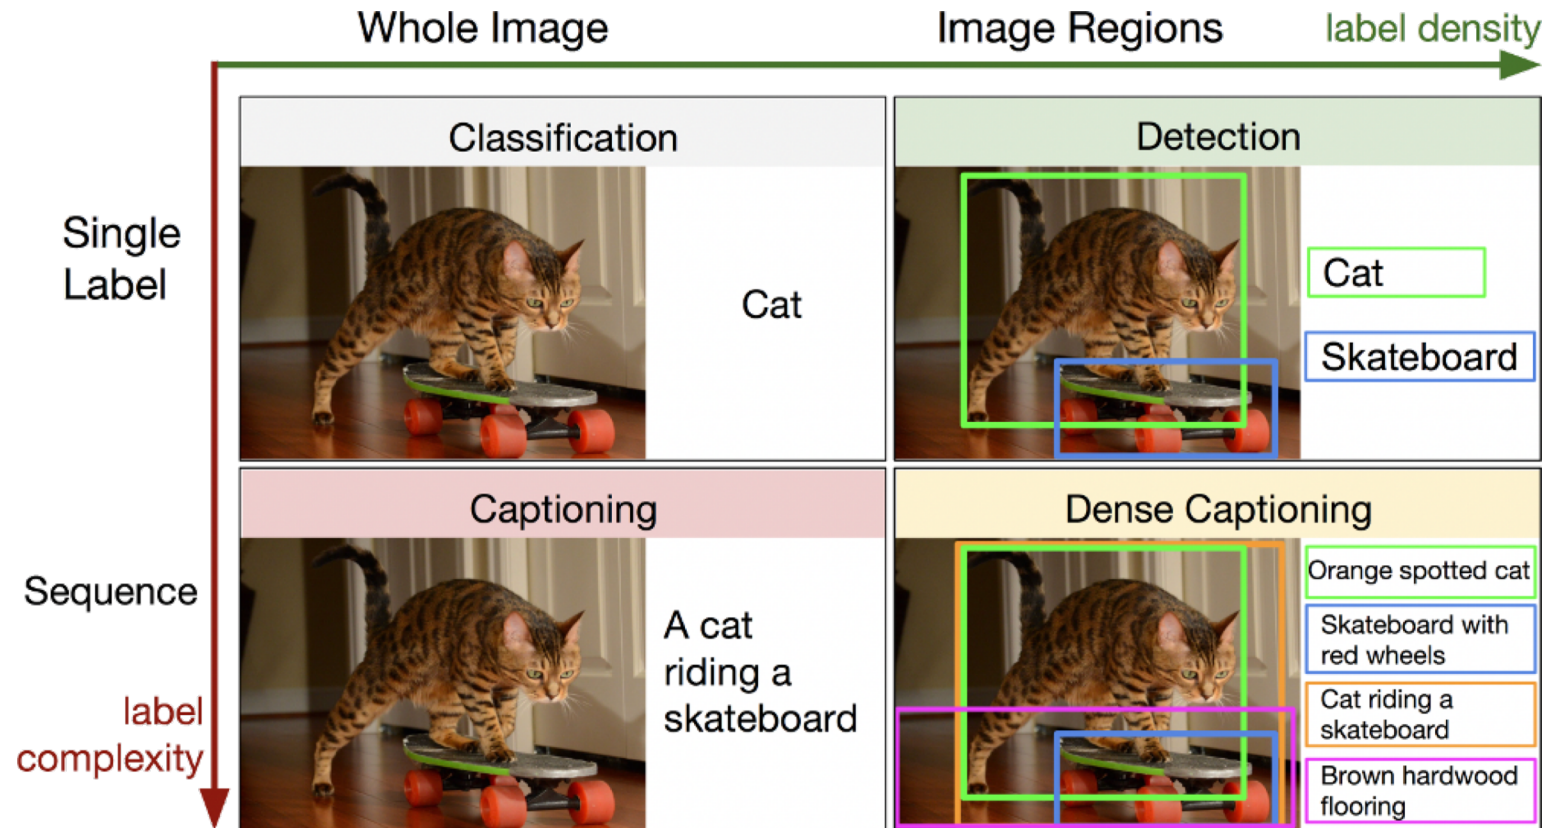 Whole Image
Image Regions
label density
Classification
Detection
Single
Label
Cat
Cat
Skateboard
Captioning
Dense Captioning
Sequence
A cat
riding a
skateboard
Orange spotted cat
Skateboard with
red wheels
Cat riding a
skateboard
Brown hardwood
flooring
label
complexity